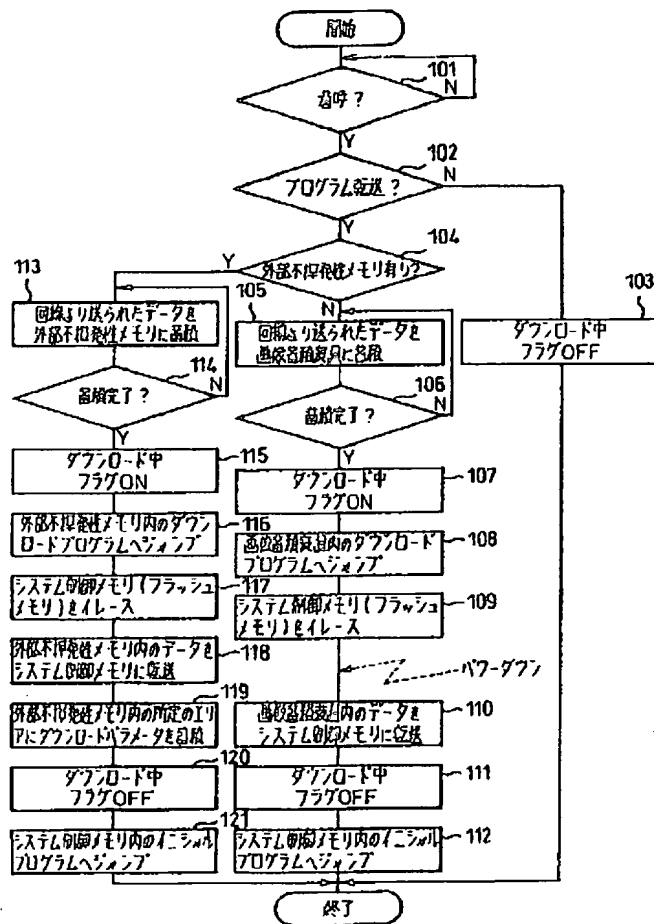 開始
101
着呼?
N
Y
102
プログラム転送?
N
Y
104
外部不揮発性メモリ有り?
Y
N
113
回線より送られたデータを
外部不揮発性メモリに蓄積
105
回線より送られたデータを
画像蓄積装置に蓄積
103
ダウンロード中
フラグOFF
114
蓄積完了?
N
Y
106
蓄積完了?
N
Y
115
ダウンロード中
フラグON
107
ダウンロード中
フラグON
116
外部不揮発性メモリ内のダウン
ロードプログラムへジャンプ
108
画像蓄積装置内のダウンロード
プログラムへジャンプ
117
システム制御メモリ(フラッシュ
メモリ)をイレース
109
システム制御メモリ(フラッシュ
メモリ)をイレース
118
外部不揮発性メモリ内のデータを
システム制御メモリに転送
パワーダウン
119
外部不揮発性メモリ内の所定のエリ
アにダウンロードパラメータを
110
画像蓄積装置内のデータを
システム制御メモリに転送
120
ダウンロード中
フラグOFF
111
ダウンロード中
フラグOFF
121
システム制御メモリ内のイニシャル
プログラムへジャンプ
112
システム制御メモリ内のイニシャル
プログラムへジャンプ
終了